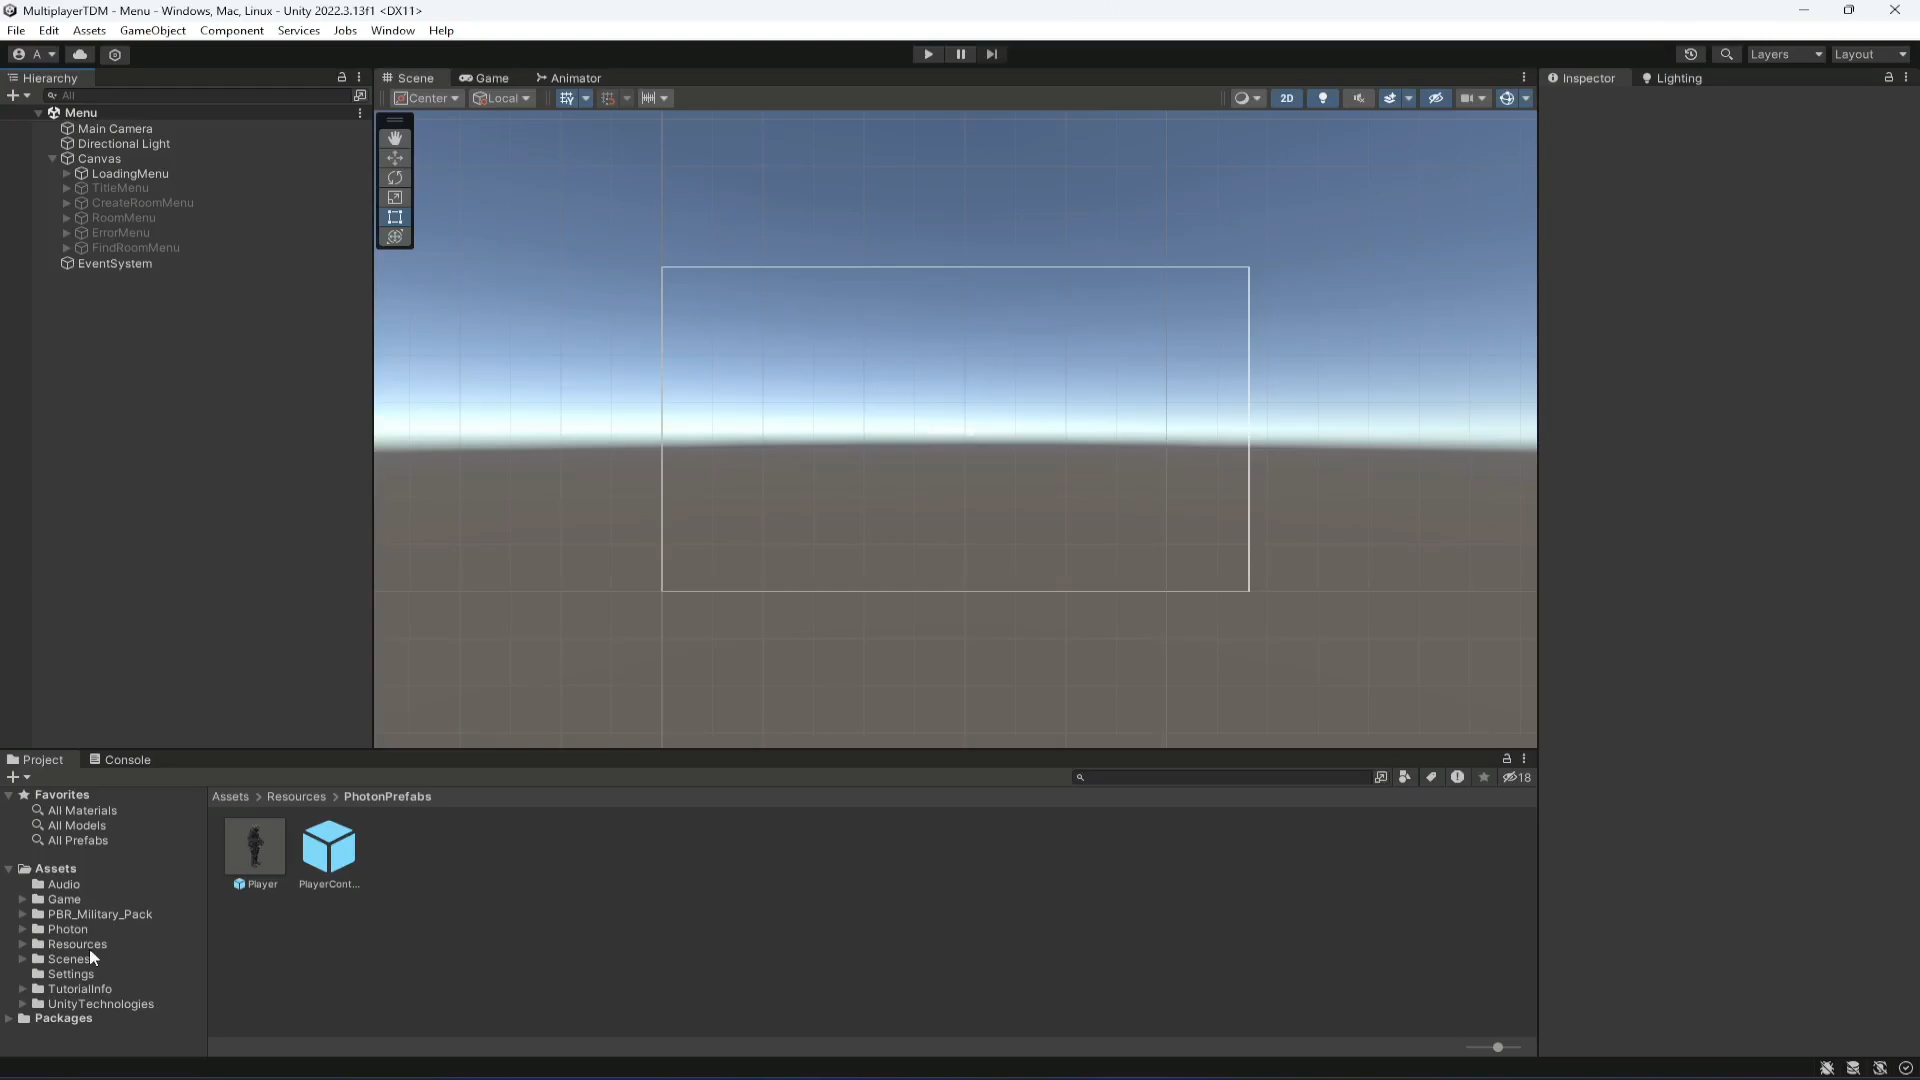 MultiplayerTDM - Menu - Windows, Mac, Linux - Unity 2022.3.13f1 <DX11>
File Edit Assets GameObject Component Services Jobs Window Help
A Layers Layout
Hierarchy
All
Menu
Main Camera
Directional Light
Canvas
LoadingMenu
TitleMenu
CreateRoomMenu
RoomMenu
ErrorMenu
FindRoomMenu
EventSystem
Scene Game Animator
Center Local 2D
Inspector Lighting
Project Console
18
Favorites
All Materials
All Models
All Prefabs
Assets
Audio
Game
PBR_Military_Pack
Photon
Resources
Scenes
Settings
TutorialInfo
UnityTechnologies
Packages
Assets > Resources > PhotonPrefabs
Player PlayerCont...